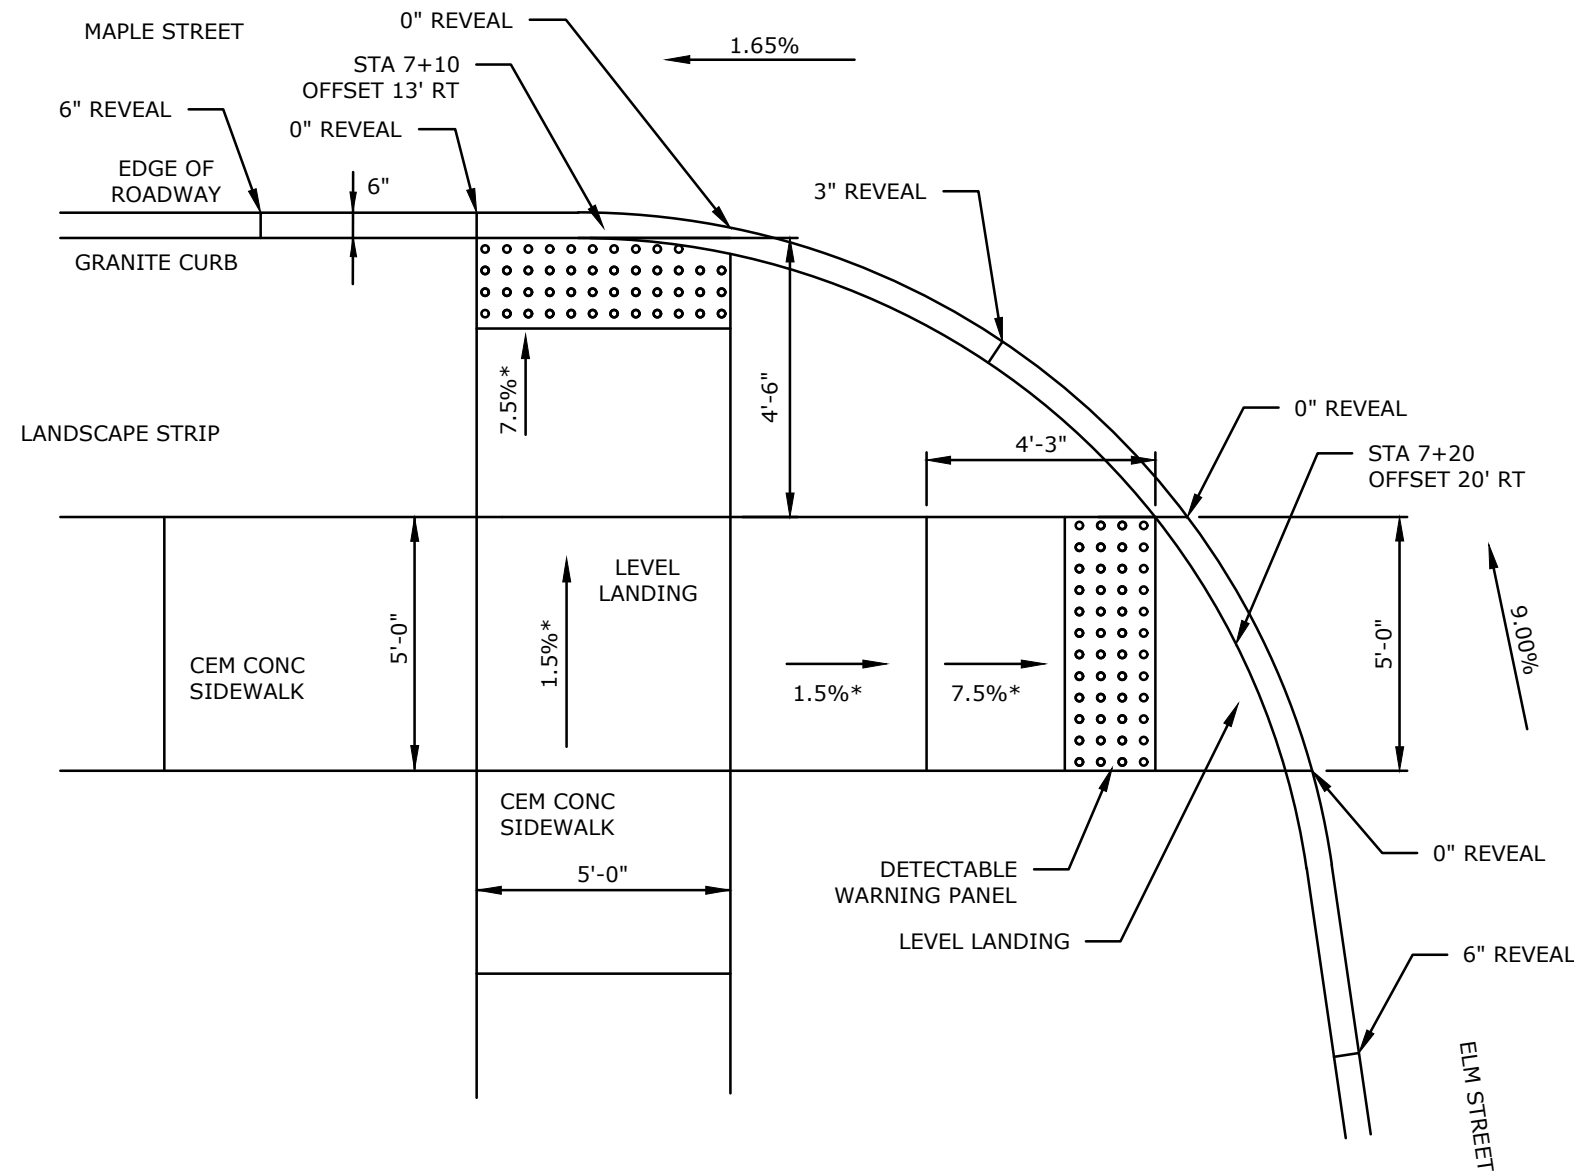 MAPLE STREET
0" REVEAL
1.65%
STA 7+10
OFFSET 13' RT
6" REVEAL
0" REVEAL
EDGE OF
ROADWAY
6"
3" REVEAL
GRANITE CURB
7.5%*
4'-6"
0" REVEAL
LANDSCAPE STRIP
4'-3"
STA 7+20
OFFSET 20' RT
LEVEL
LANDING
5'-0"
1.5%*
CEM CONC
SIDEWALK
1.5%*
7.5%*
5'-0"
9.00%
CEM CONC
SIDEWALK
5'-0"
DETECTABLE
WARNING PANEL
0" REVEAL
LEVEL LANDING
6" REVEAL
ELM STREET